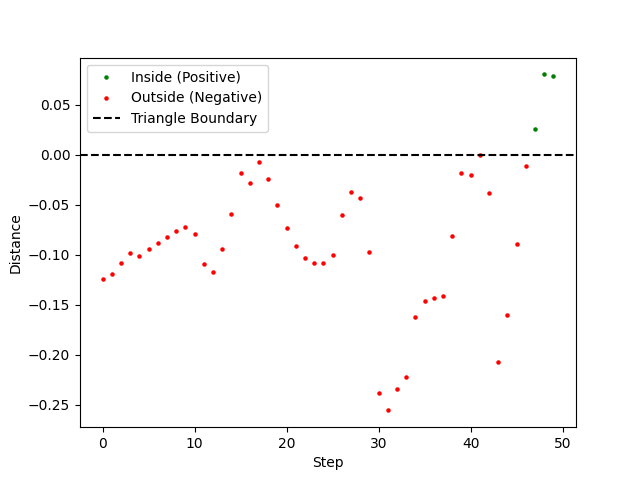 Inside (Positive)
Outside (Negative)
Triangle Boundary
0.05
0.00
−0.05
−0.10
−0.15
−0.20
−0.25
Distance
0 10 20 30 40 50
Step